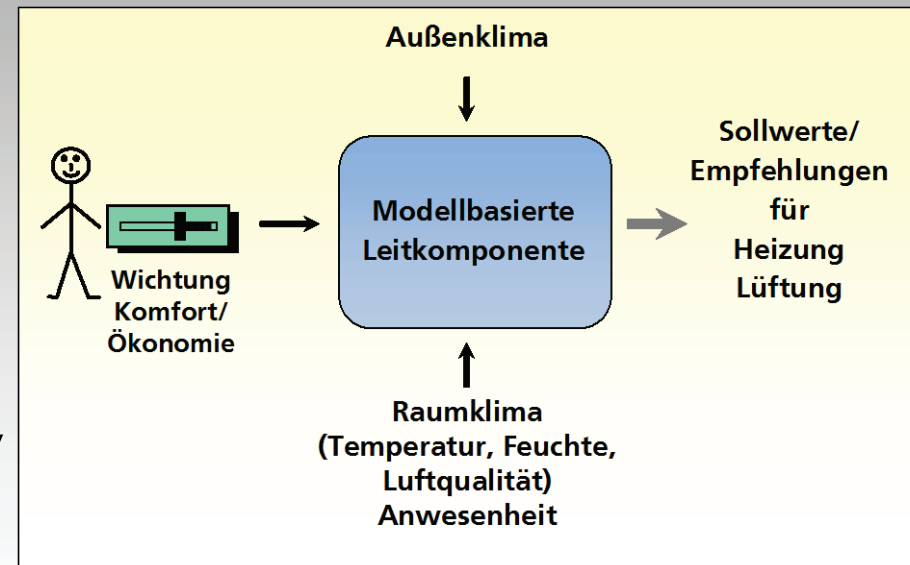 Außenklima
Wichtung
Komfort/
Ökonomie
Modellbasierte
Leitkomponente
Sollwerte/
Empfehlungen
für
Heizung
Lüftung
Raumklima
(Temperatur, Feuchte,
Luftqualität)
Anwesenheit